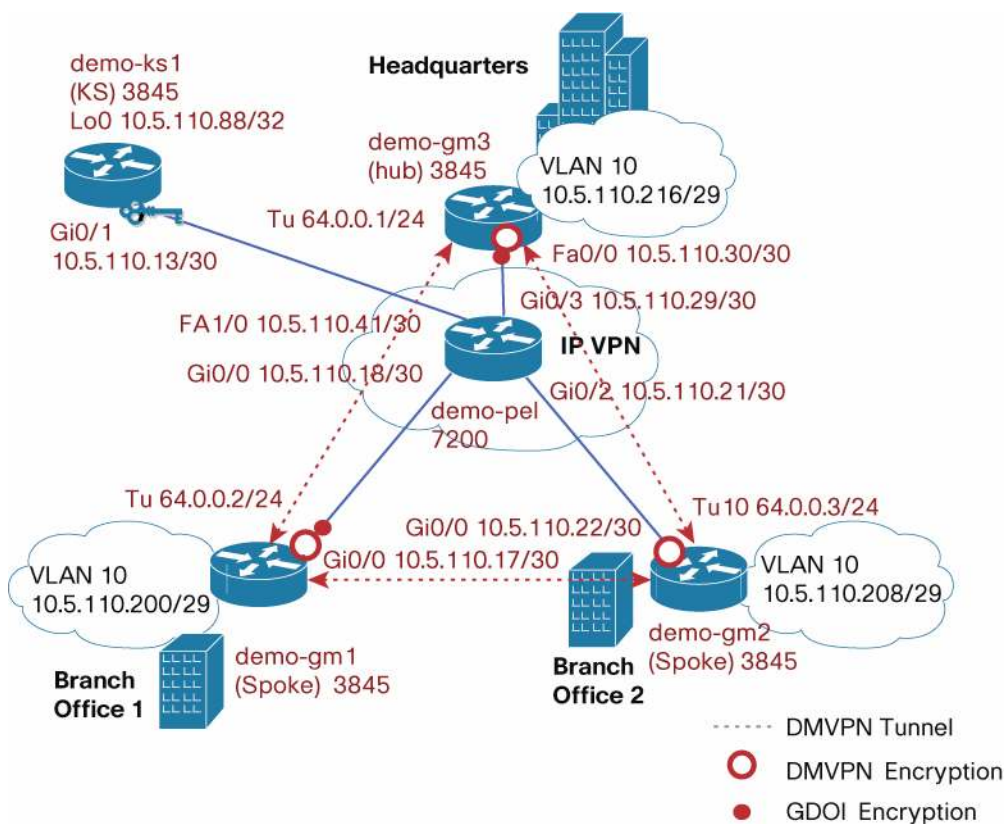 demo-ks1
(KS) 3845
Lo0 10.5.110.88/32
Headquarters
demo-gm3
(hub) 3845
VLAN 10
10.5.110.216/29
Tu 64.0.0.1/24
Gi0/1
10.5.110.13/30
Fa0/0 10.5.110.30/30
Gi0/3 10.5.110.29/30
FA1/0 10.5.110.41/30
IP VPN
Gi0/0 10.5.110.18/30
Gi0/2 10.5.110.21/30
demo-pel
7200
Tu 64.0.0.2/24
Tu10 64.0.0.3/24
Gi0/0 10.5.110.22/30
Gi0/0 10.5.110.17/30
VLAN 10
10.5.110.200/29
VLAN 10
10.5.110.208/29
demo-gm1
(Spoke) 3845
Branch
Office 1
demo-gm2
(Spoke) 3845
Branch
Office 2
DMVPN Tunnel
DMVPN Encryption
GDOI Encryption